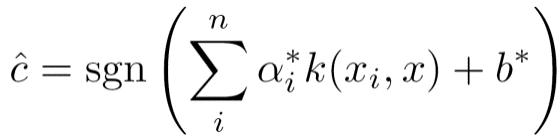 ĉ = sgn ( ∑_i^n α_i^* k(x_i, x) + b^* )